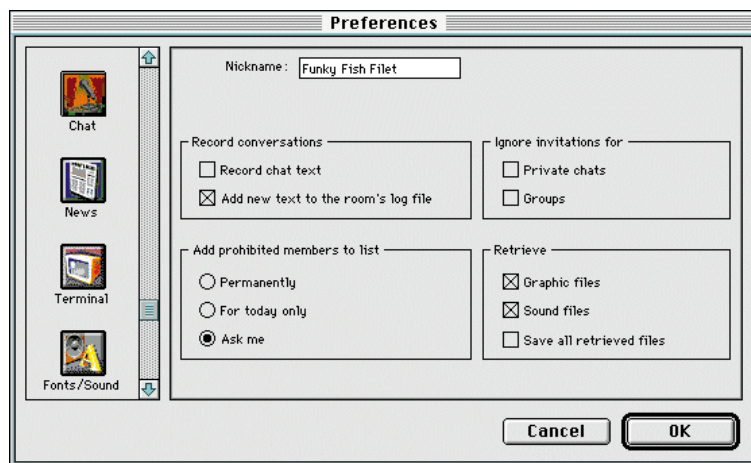 Preferences
Chat
News
Terminal
Fonts/Sound
Nickname: Funky Fish Filet
Record conversations
Record chat text
Add new text to the room's log file
Ignore invitations for
Private chats
Groups
Add prohibited members to list
Permanently
For today only
Ask me
Retrieve
Graphic files
Sound files
Save all retrieved files
Cancel
OK